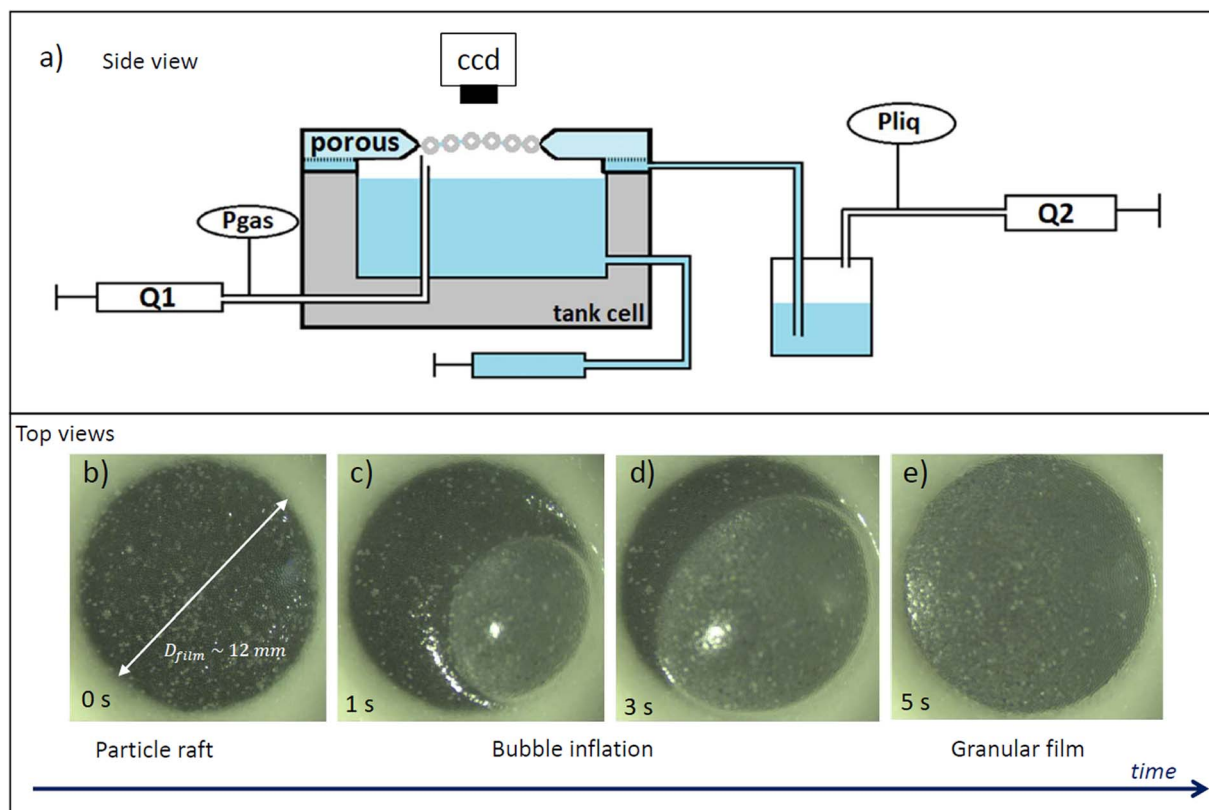 a) Side view
ccd
porous
Pliq
Pgas
Q2
Q1
tank cell
Top views
b)
c)
d)
e)
D_film ~ 12 mm
0 s
1 s
3 s
5 s
Particle raft
Bubble inflation
Granular film
time